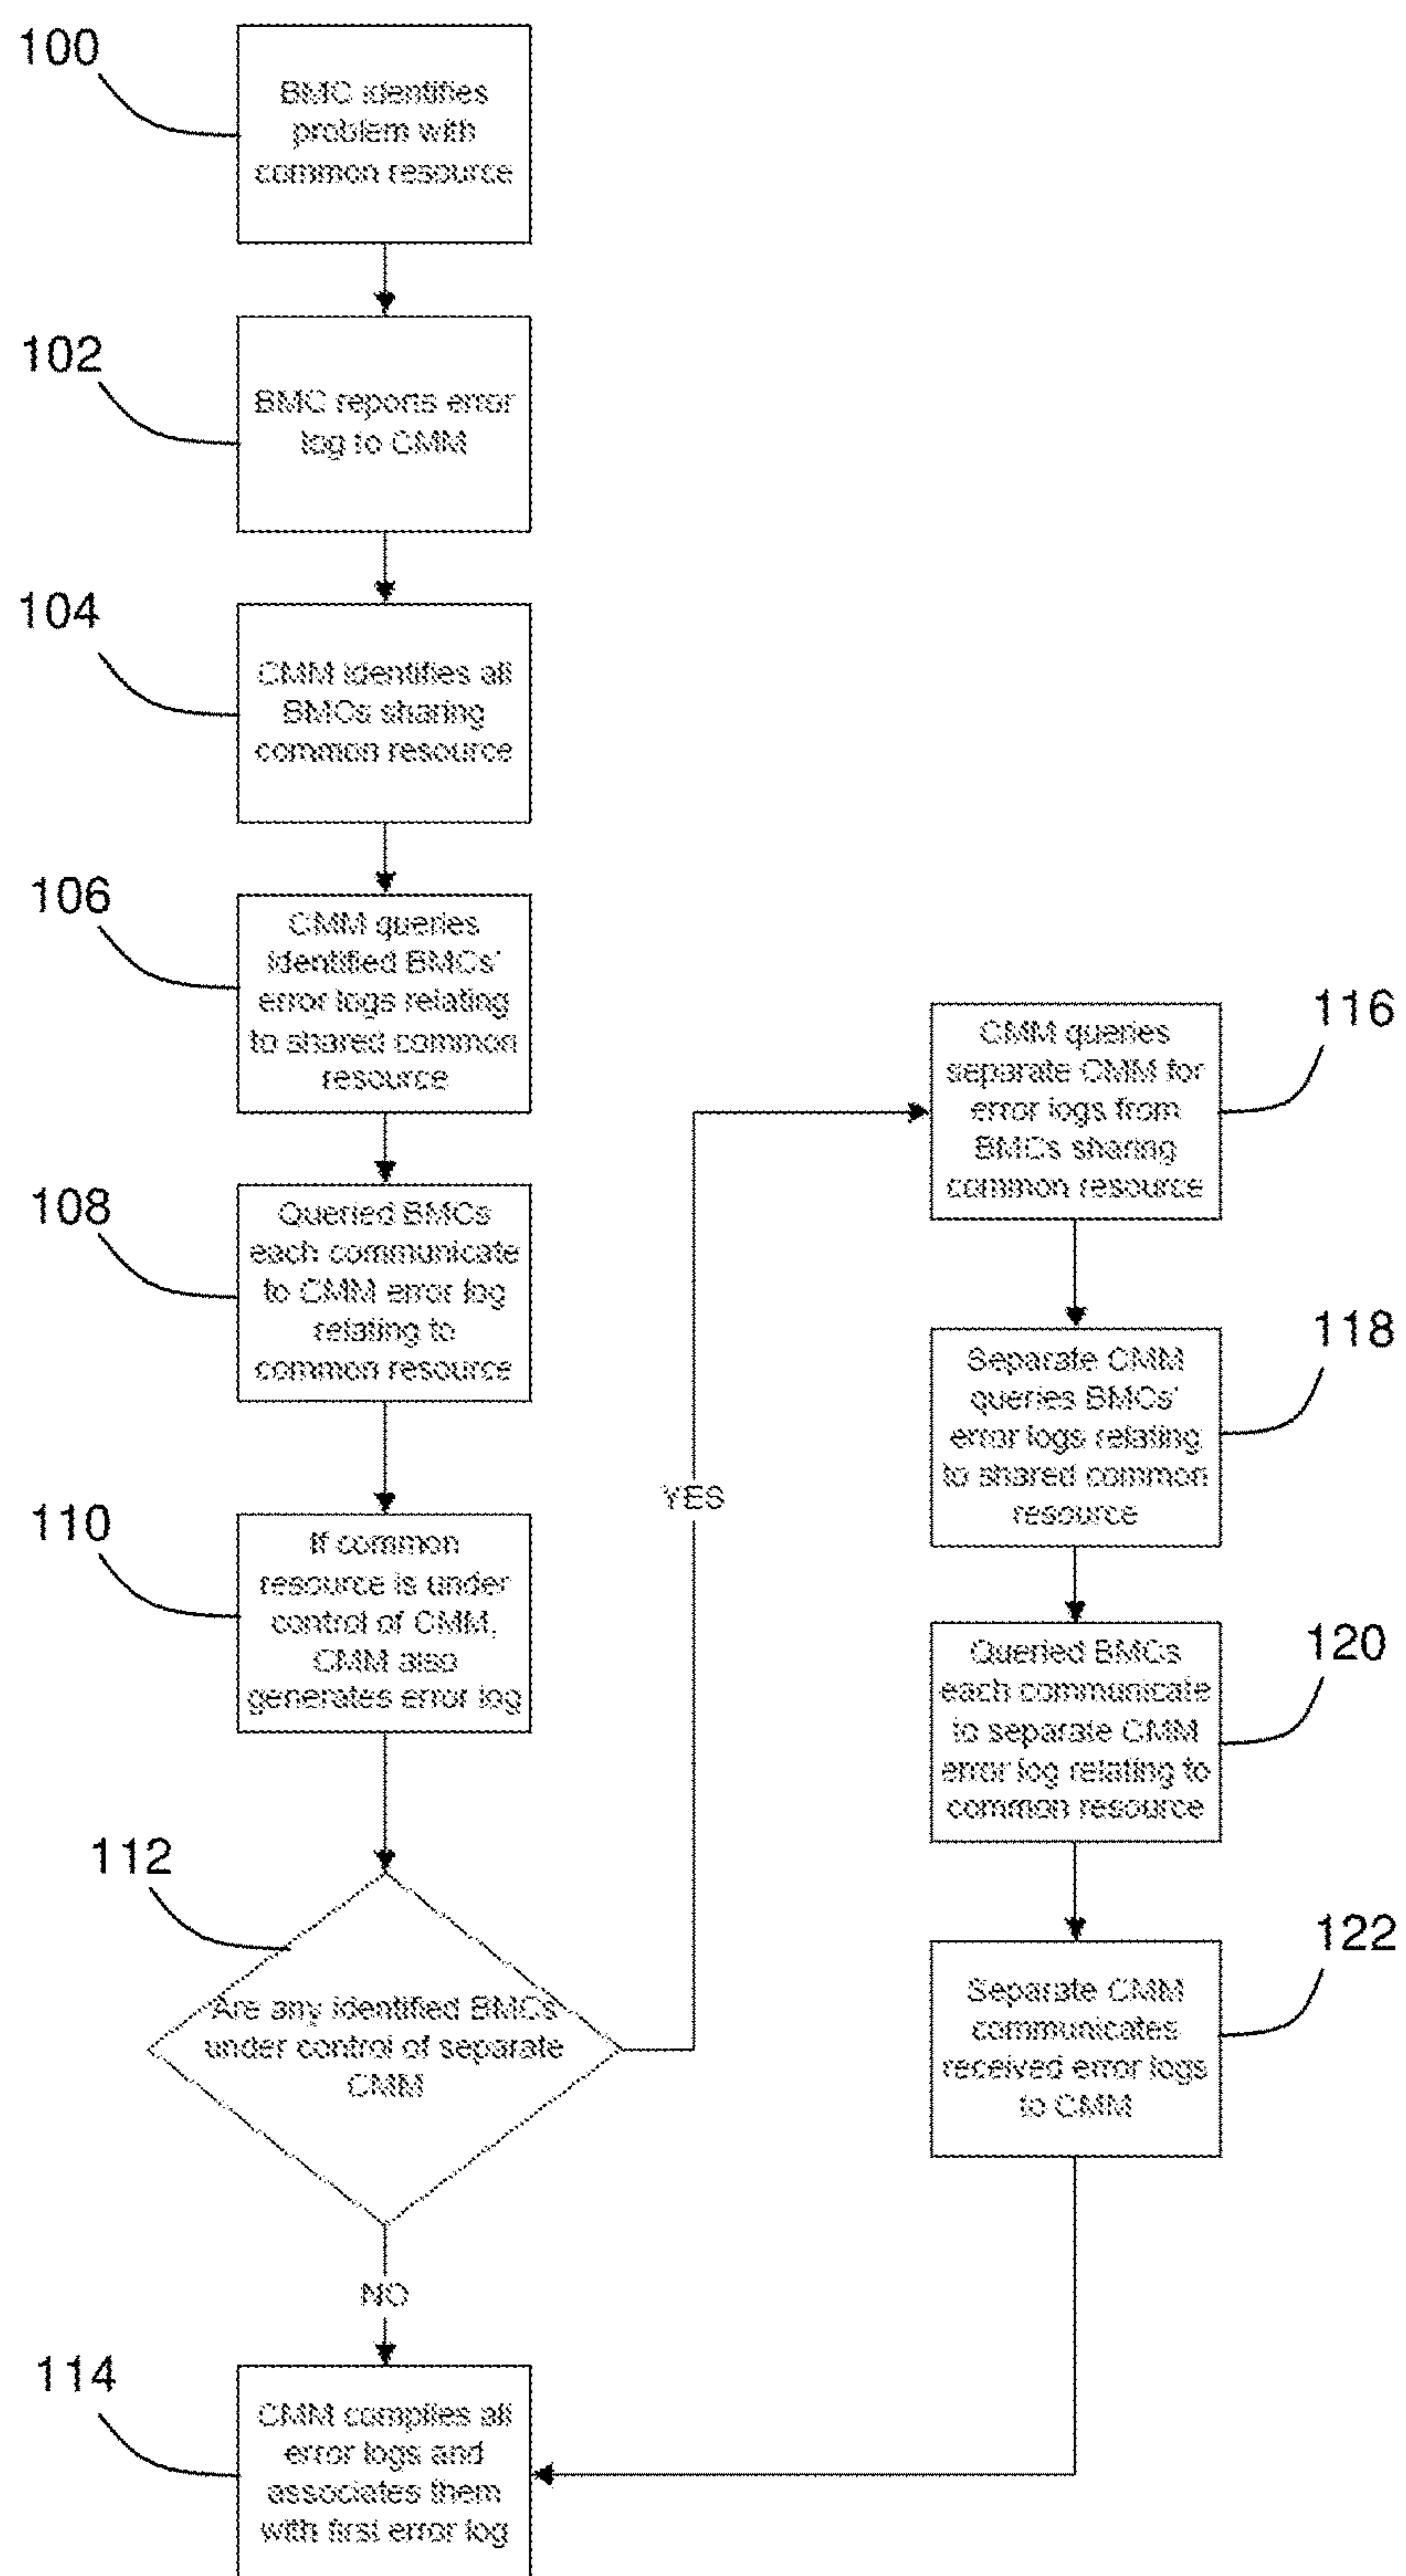 100
BMC identifies
problem with
common resource
102
BMC reports error
log to CMM
104
CMM identifies all
BMCs sharing
common resource
106
CMM queries
identified BMCs'
error logs relating
to shared common
resource
108
Queried BMCs
each communicate
to CMM error log
relating to
common resource
110
If common
resource is under
control of CMM,
CMM also
generates error log
112
Are any identified BMCs
under control of separate
CMM
YES
NO
114
CMM compiles all
error logs and
associates them
with first error log
116
CMM queries
separate CMM for
error logs from
BMCs sharing
common resource
118
Separate CMM
queries BMCs'
error logs relating
to shared common
resource
120
Queried BMCs
each communicate
to separate CMM
error log relating to
common resource
122
Separate CMM
communicates
received error logs
to CMM